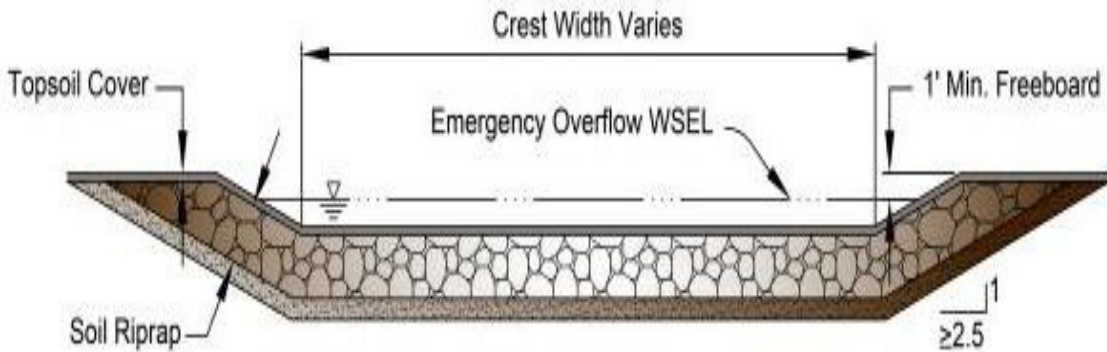 Crest Width Varies
Topsoil Cover
1' Min. Freeboard
Emergency Overflow WSEL
Soil Riprap
1
≥2.5